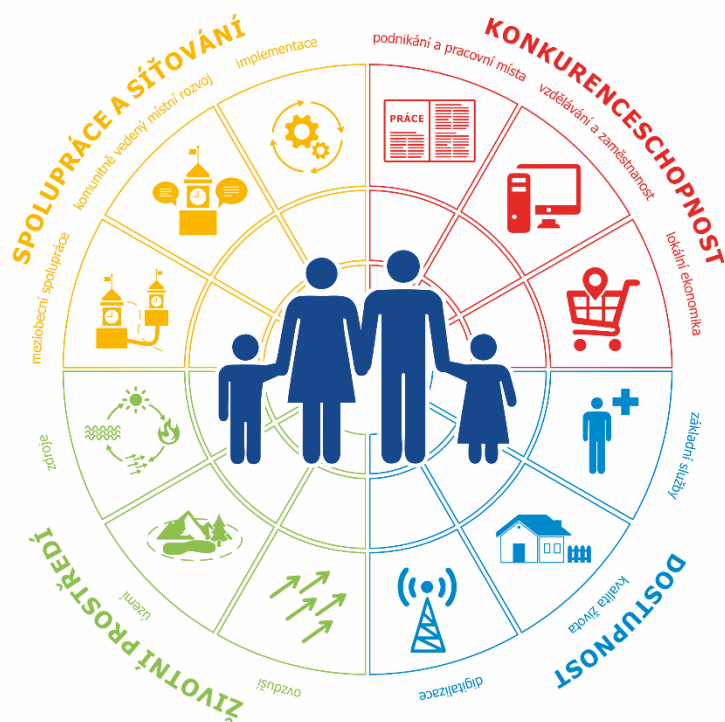 SPOLUPRÁCE A SÍŤOVÁNÍ
meziobecní spolupráce
komunitně vedený místní rozvoj
implementace
KONKURENCESCHOPNOST
podnikání a pracovní místa
vzdělávání a zaměstnanost
lokální ekonomika
PRÁCE
DOSTUPNOST
základní služby
kvalita života
digitalizace
ŽIVOTNÍ PROSTŘEDÍ
zdroje
území
ovzduší